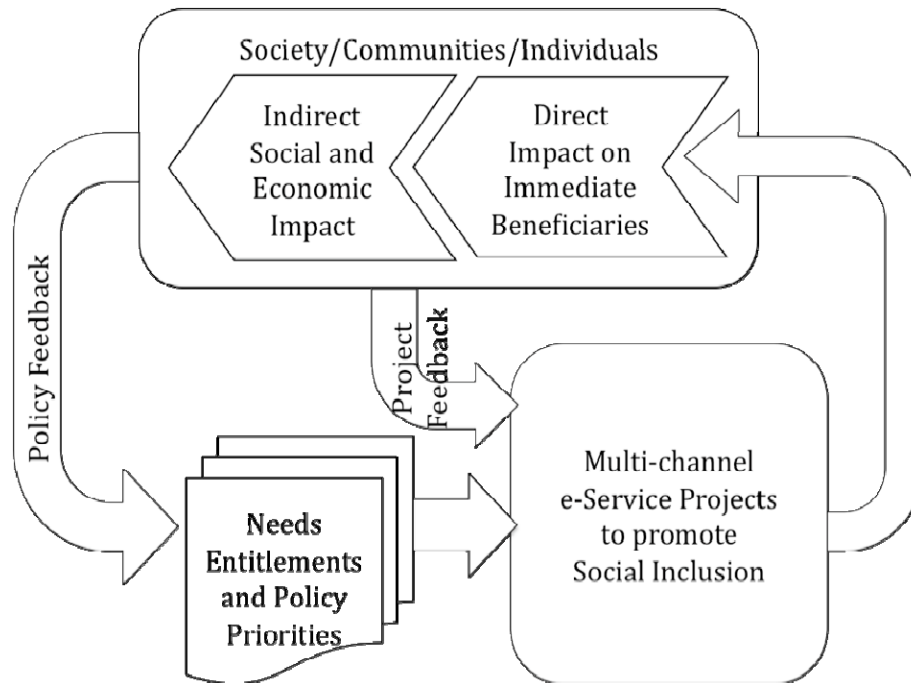 Society/Communities/Individuals
Indirect
Social and
Economic
Impact
Direct
Impact on
Immediate
Beneficiaries
Policy Feedback
Project
Feedback
Needs
Entitlements
and Policy
Priorities
Multi-channel
e-Service Projects
to promote
Social Inclusion